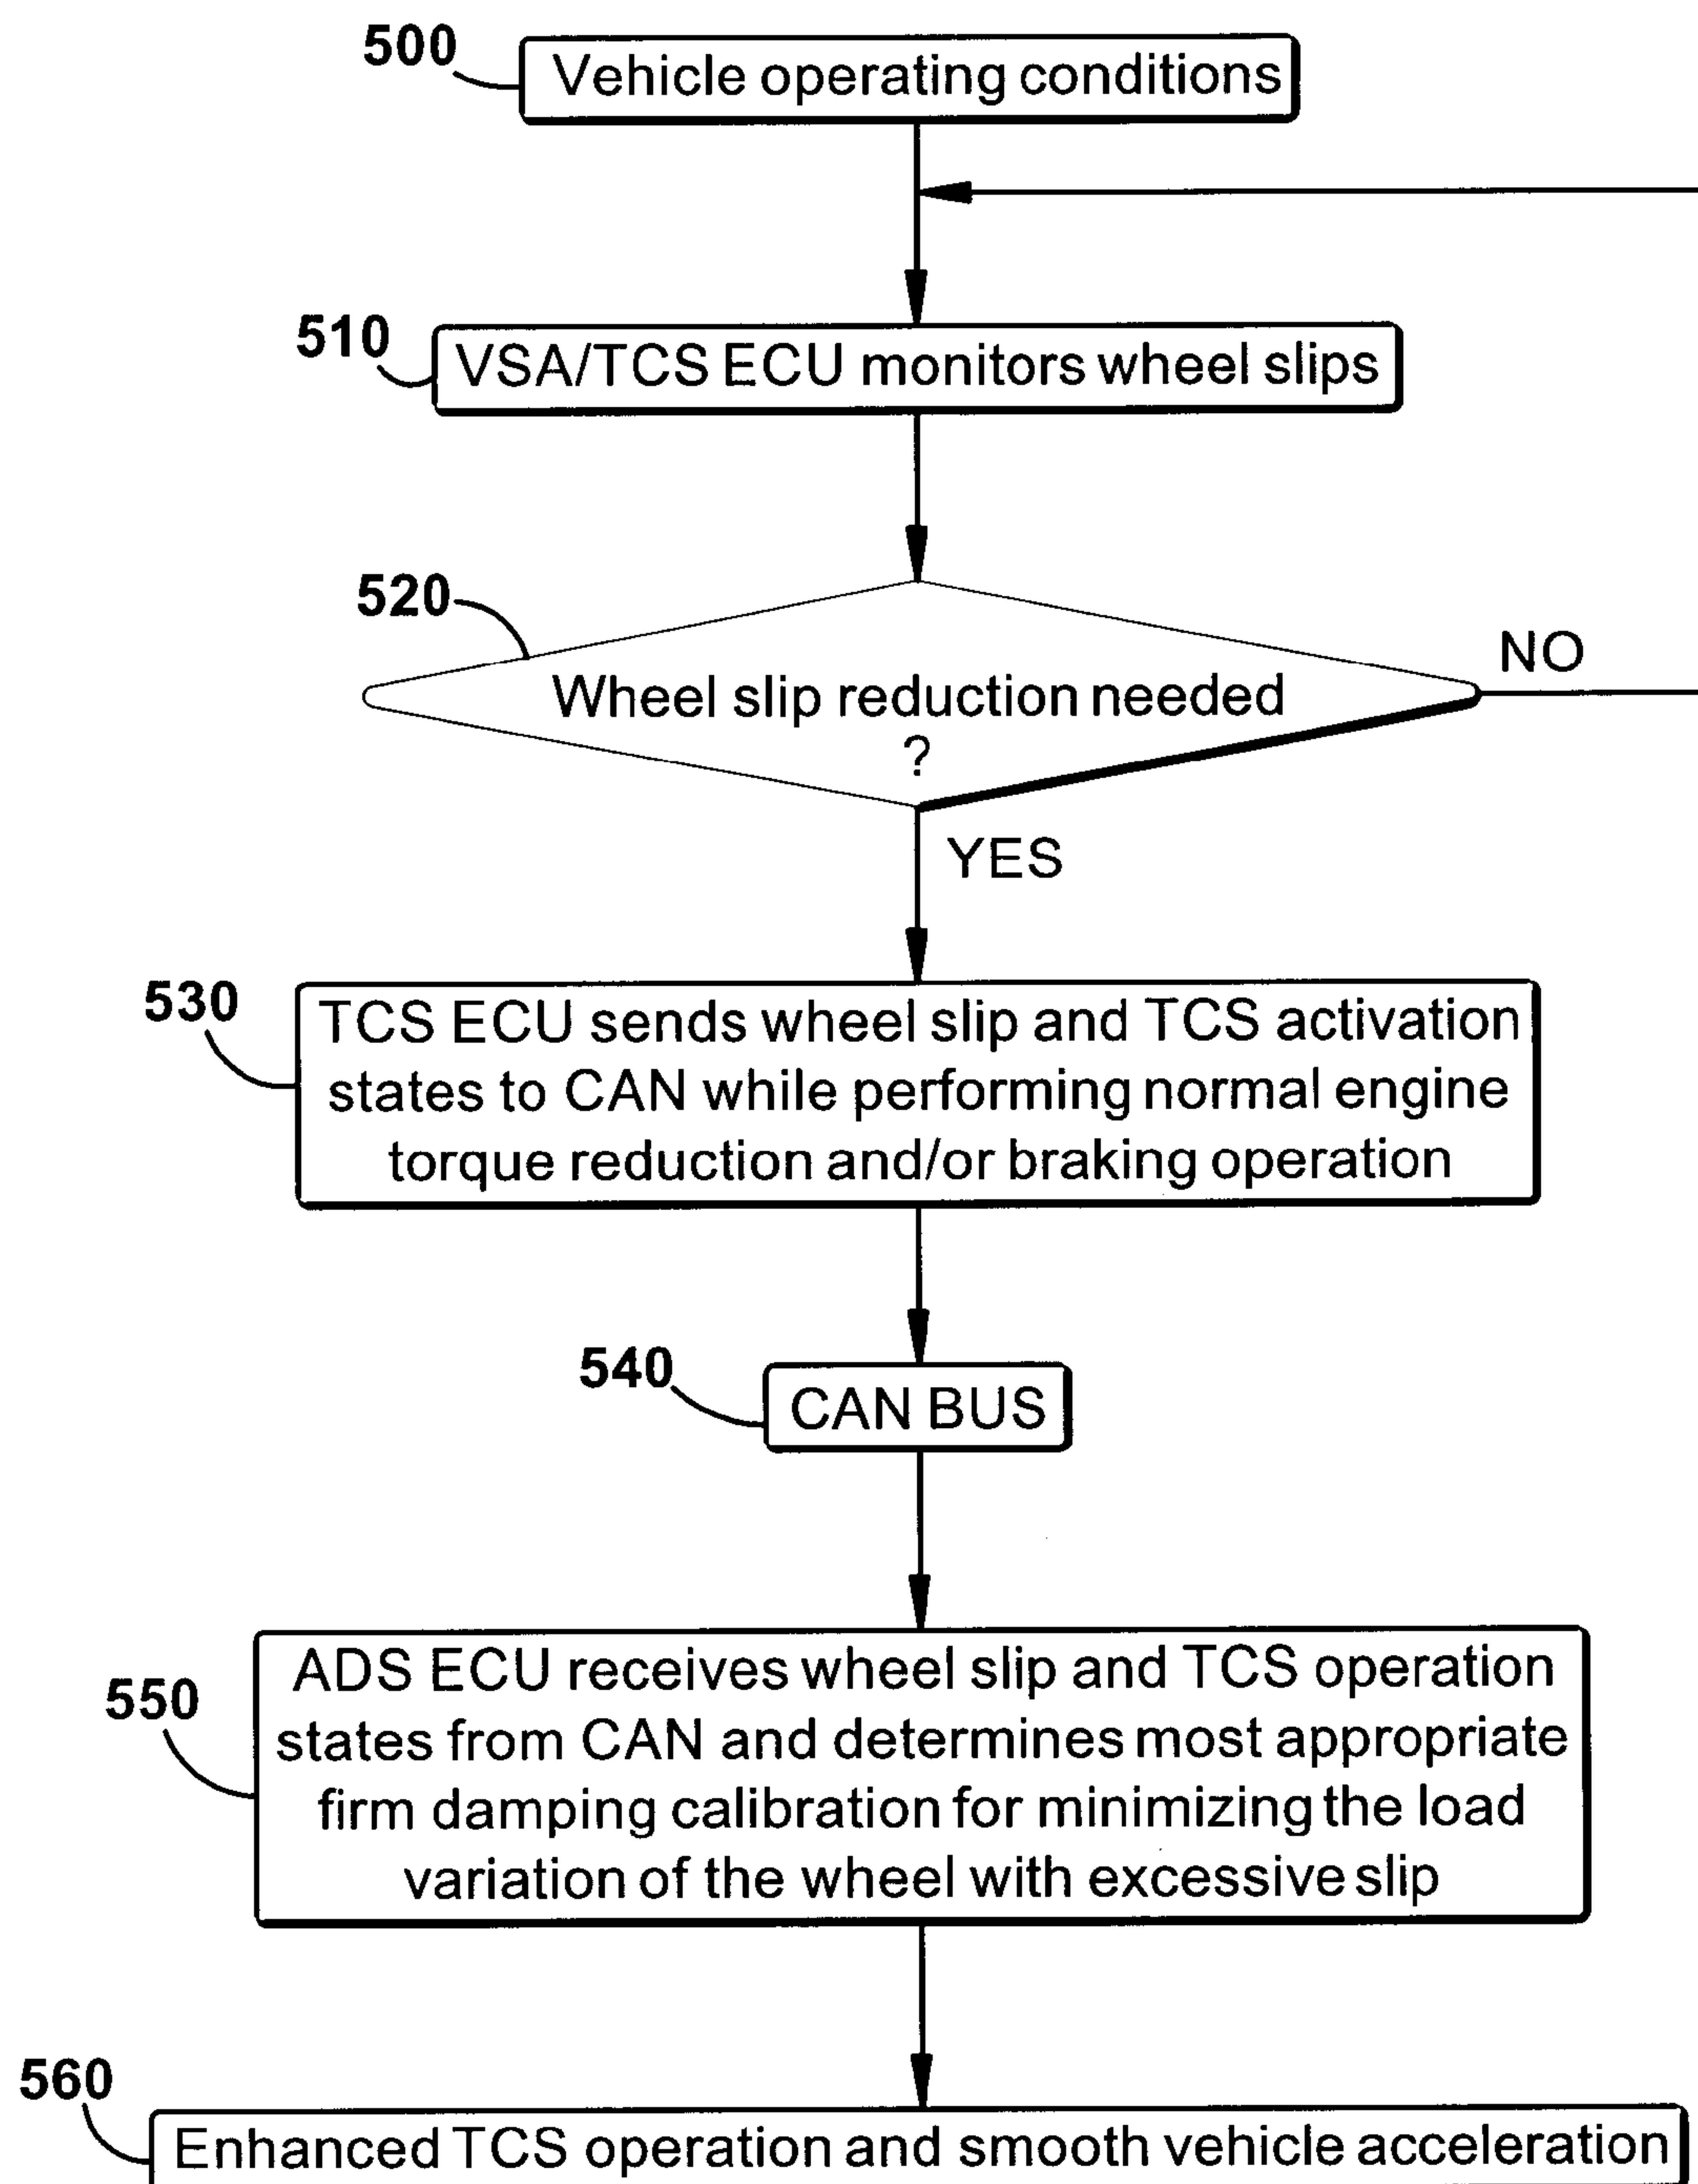 500
Vehicle operating conditions
510
VSA/TCS ECU monitors wheel slips
520
Wheel slip reduction needed
?
NO
YES
530
TCS ECU sends wheel slip and TCS activation
states to CAN while performing normal engine
torque reduction and/or braking operation
540
CAN BUS
550
ADS ECU receives wheel slip and TCS operation
states from CAN and determines most appropriate
firm damping calibration for minimizing the load
variation of the wheel with excessive slip
560
Enhanced TCS operation and smooth vehicle acceleration